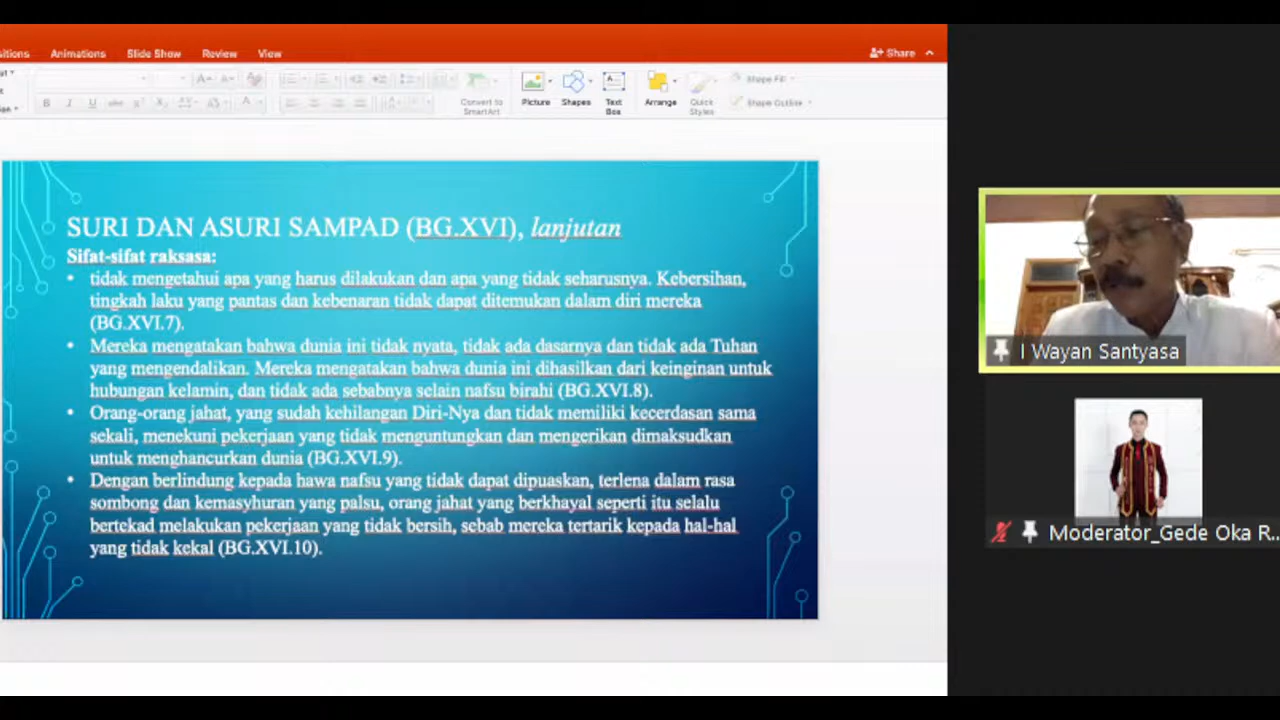 Animations Slide Show Review View
Share
Convert to
SmartArt
Picture
Shapes
Text
Box
Arrange
Quick
Styles
Shape Fill
Shape Outline
SURI DAN ASURI SAMPAD (BG.XVI), lanjutan
Sifat-sifat raksasa:
• tidak mengetahui apa yang harus dilakukan dan apa yang tidak seharusnya. Kebersihan,
tingkah laku yang pantas dan kebenaran tidak dapat ditemukan dalam diri mereka
(BG.XVI.7).
• Mereka mengatakan bahwa dunia ini tidak nyata, tidak ada dasarnya dan tidak ada Tuhan
yang mengendalikan. Mereka mengatakan bahwa dunia ini dihasilkan dari keinginan untuk
hubungan kelamin, dan tidak ada sebabnya selain nafsu birahi (BG.XVI.8).
• Orang-orang jahat, yang sudah kehilangan Diri-Nya dan tidak memiliki kecerdasan sama
sekali, menekuni pekerjaan yang tidak menguntungkan dan mengerikan dimaksudkan
untuk menghancurkan dunia (BG.XVI.9).
• Dengan berlindung kepada hawa nafsu yang tidak dapat dipuaskan, terlena dalam rasa
sombong dan kemasyhuran yang palsu, orang jahat yang berkhayal seperti itu selalu
bertekad melakukan pekerjaan yang tidak bersih, sebab mereka tertarik kepada hal-hal
yang tidak kekal (BG.XVI.10).
I Wayan Santyasa
Moderator_Gede Oka R...